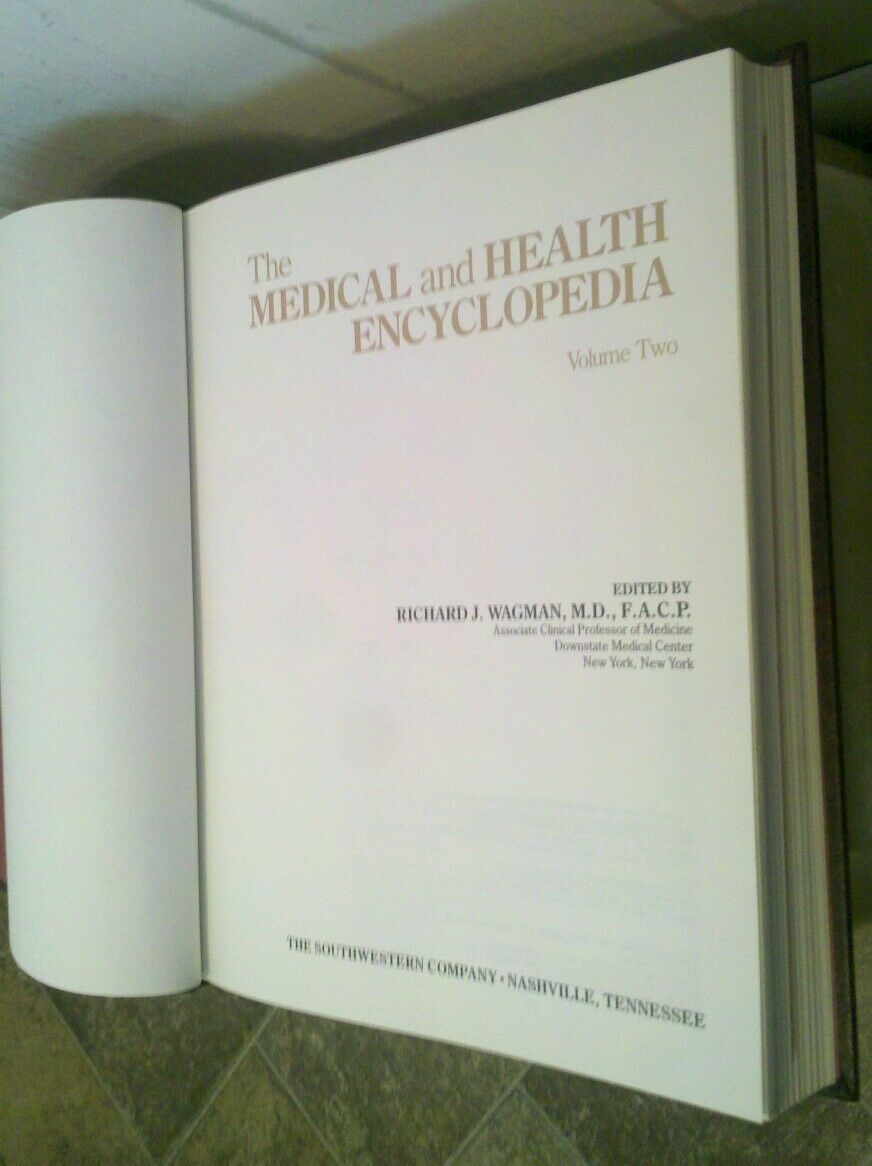 The
MEDICAL and HEALTH
ENCYCLOPEDIA
Volume Two
EDITED BY
RICHARD J. WAGMAN, M.D., F.A.C.P.
Associate Clinical Professor of Medicine
Downstate Medical Center
New York, New York
THE SOUTHWESTERN COMPANY • NASHVILLE, TENNESSEE